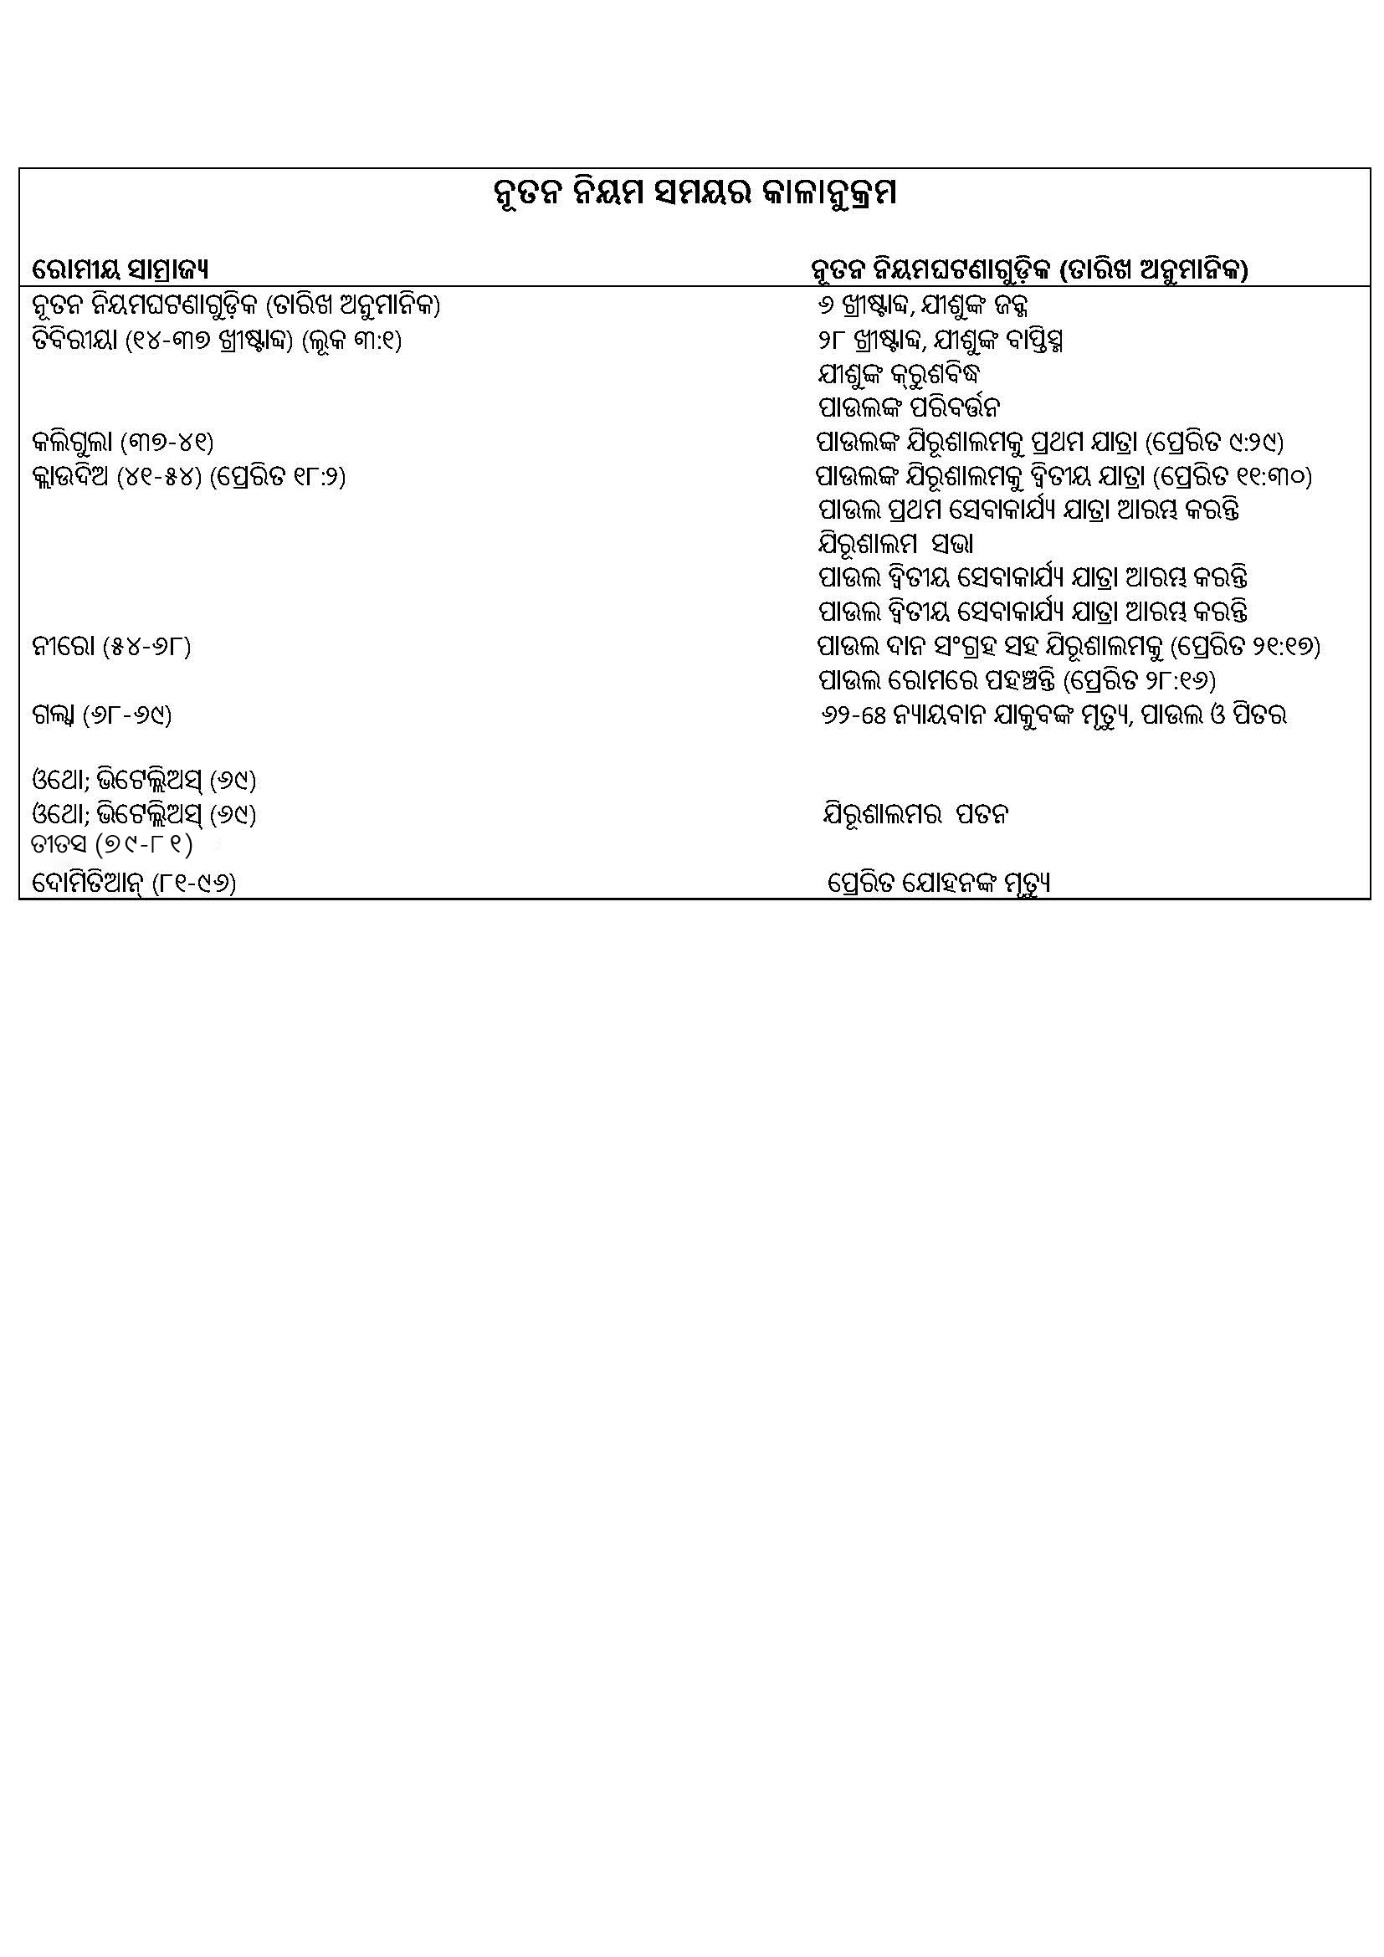 ନୂତନ ନିୟମ ସମୟର କାଳାନୁକ୍ରମ
ରୋମୀୟ ସାମ୍ରାଜ୍ୟ ନୂତନ ନିୟମଘଟଣାଗୁଡ଼ିକ (ତାରିଖ ଅନୁମାନିକ)
ନୂତନ ନିୟମଘଟଣାଗୁଡ଼ିକ (ତାରିଖ ଅନୁମାନିକ) ୬ ଖ୍ରୀଷ୍ଟାବ୍ଦ, ଯୀଶୁଙ୍କ ଜନ୍ମ
ତିବିରୀୟା (୧୪-୩୭ ଖ୍ରୀଷ୍ଟାବ୍ଦ) (ଲୂକ ୩:୧) ୨୮ ଖ୍ରୀଷ୍ଟାବ୍ଦ, ଯୀଶୁଙ୍କ ବାପ୍ତିସ୍ମ
ଯୀଶୁଙ୍କ କ୍ରୁଶବିଦ୍ଧ
ପାଉଲଙ୍କ ପରିବର୍ତ୍ତନ
କଲିଗୁଲା (୩୭-୪୧) ପାଉଲଙ୍କ ଯିରୂଶାଲମକୁ ପ୍ରଥମ ଯାତ୍ରା (ପ୍ରେରିତ ୯:୨୯)
କ୍ଲାଉଦିଅ (୪୧-୫୪) (ପ୍ରେରିତ ୧୮:୨) ପାଉଲଙ୍କ ଯିରୂଶାଲମକୁ ଦ୍ୱିତୀୟ ଯାତ୍ରା (ପ୍ରେରିତ ୧୧:୩୦)
ପାଉଲ ପ୍ରଥମ ସେବାକାର୍ଯ୍ୟ ଯାତ୍ରା ଆରମ୍ଭ କରନ୍ତି
ଯିରୂଶାଲମ ସଭା
ପାଉଲ ଦ୍ୱିତୀୟ ସେବାକାର୍ଯ୍ୟ ଯାତ୍ରା ଆରମ୍ଭ କରନ୍ତି
ପାଉଲ ଦ୍ୱିତୀୟ ସେବାକାର୍ଯ୍ୟ ଯାତ୍ରା ଆରମ୍ଭ କରନ୍ତି
ନୀରୋ (୫୪-୬୮) ପାଉଲ ଦାନ ସଂଗ୍ରହ ସହ ଯିରୂଶାଲମକୁ (ପ୍ରେରିତ ୨୧:୧୭)
ପାଉଲ ରୋମରେ ପହଞ୍ଚନ୍ତି (ପ୍ରେରିତ ୨୮:୧୬)
ଗଲ୍ବା (୬୮-୬୯) ୬୨-68 ନ୍ୟାୟବାନ ଯାକୁବଙ୍କ ମୃତ୍ୟୁ, ପାଉଲ ଓ ପିତର
ଓଥୋ; ଭିଟେଲ୍ଲିଅସ୍ (୬୯)
ଓଥୋ; ଭିଟେଲ୍ଲିଅସ୍ (୬୯) ଯିରୂଶାଲମର ପତନ
ତୀତସ (୭୯-୮୧)
ଦୋମିତିଆନ୍ (୮୧-୯୬) ପ୍ରେରିତ ଯୋହନଙ୍କ ମୃତ୍ୟୁ